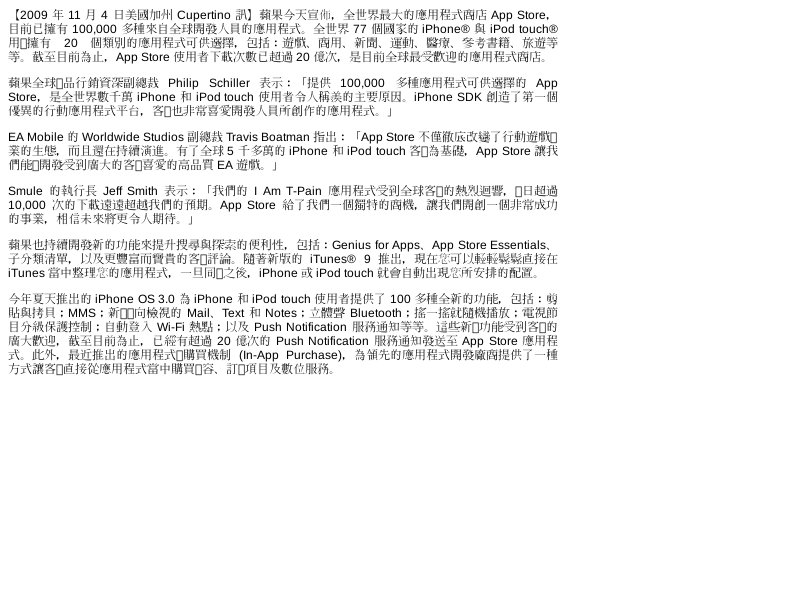 【2009 年 11 月 4 日美國加州 Cupertino 訊】蘋果今天宣佈，全世界最大的應用程式商店 App Store，
目前已擁有 100,000 多種來自全球開發人員的應用程式。全世界 77 個國家的 iPhone® 與 iPod touch®
用擁有 20 個類別的應用程式可供選擇，包括：遊戲、商用、新聞、運動、醫療、參考書籍、旅遊等
等。截至目前為止，App Store 使用者下載次數已超過 20 億次，是目前全球最受歡迎的應用程式商店。
蘋果全球品行銷資深副總裁 Philip Schiller 表示：「提供 100,000 多種應用程式可供選擇的 App
Store，是全世界數千萬 iPhone 和 iPod touch 使用者令人稱羨的主要原因。iPhone SDK 創造了第一個
優異的行動應用程式平台，客也非常喜愛開發人員所創作的應用程式。」
EA Mobile 的 Worldwide Studios 副總裁 Travis Boatman 指出：「App Store 不僅徹底改變了行動遊戲
業的生態，而且還在持續演進。有了全球 5 千多萬的 iPhone 和 iPod touch 客為基礎，App Store 讓我
們能開發受到廣大的客喜愛的高品質 EA 遊戲。」
Smule 的執行長 Jeff Smith 表示：「我們的 I Am T-Pain 應用程式受到全球客的熱烈迴響，日超過
10,000 次的下載遠遠超越我們的預期。App Store 給了我們一個獨特的商機，讓我們開創一個非常成功
的事業，相信未來將更令人期待。」
蘋果也持續開發新的功能來提升搜尋與探索的便利性，包括：Genius for Apps、App Store Essentials、
子分類清單，以及更豐富而寶貴的客評論。隨著新版的 iTunes® 9 推出，現在您可以輕輕鬆鬆直接在
iTunes 當中整理您的應用程式，一旦同之後，iPhone 或 iPod touch 就會自動出現您所安排的配置。
今年夏天推出的 iPhone OS 3.0 為 iPhone 和 iPod touch 使用者提供了 100 多種全新的功能，包括：剪
貼與拷貝；MMS；新向檢視的 Mail、Text 和 Notes；立體聲 Bluetooth；搖一搖就隨機播放；電視節
目分級保護控制；自動登入 Wi-Fi 熱點；以及 Push Notification 服務通知等等。這些新功能受到客的
廣大歡迎，截至目前為止，已經有超過 20 億次的 Push Notification 服務通知發送至 App Store 應用程
式。此外，最近推出的應用程式購買機制 (In-App Purchase)，為領先的應用程式開發廠商提供了一種
方式讓客直接從應用程式當中購買容、訂項目及數位服務。